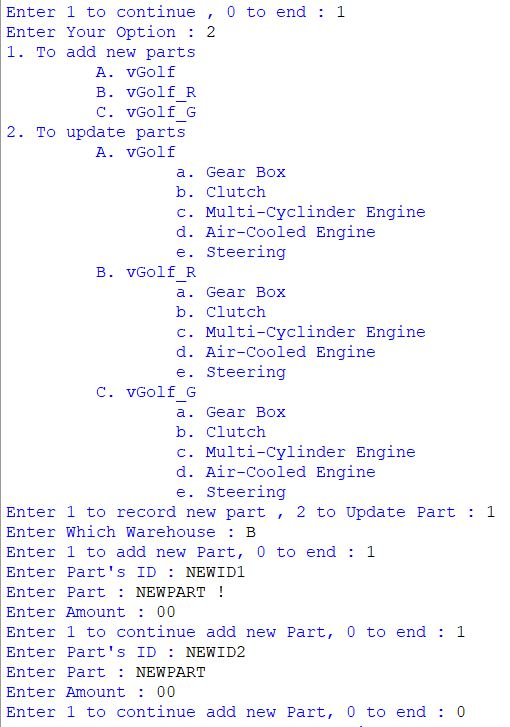 Enter 1 to continue , 0 to end : 1
Enter Your Option : 2
1. To add new parts
A. vGolf
B. vGolf_R
C. vGolf_G
2. To update parts
A. vGolf
a. Gear Box
b. Clutch
c. Multi-Cyclinder Engine
d. Air-Cooled Engine
e. Steering
B. vGolf_R
a. Gear Box
b. Clutch
c. Multi-Cyclinder Engine
d. Air-Cooled Engine
e. Steering
C. vGolf_G
a. Gear Box
b. Clutch
c. Multi-Cylinder Engine
d. Air-Cooled Engine
e. Steering
Enter 1 to record new part , 2 to Update Part : 1
Enter Which Warehouse : B
Enter 1 to add new Part, 0 to end : 1
Enter Part's ID : NEWID1
Enter Part : NEWPART !
Enter Amount : 00
Enter 1 to continue add new Part, 0 to end : 1
Enter Part's ID : NEWID2
Enter Part : NEWPART
Enter Amount : 00
Enter 1 to continue add new Part, 0 to end : 0